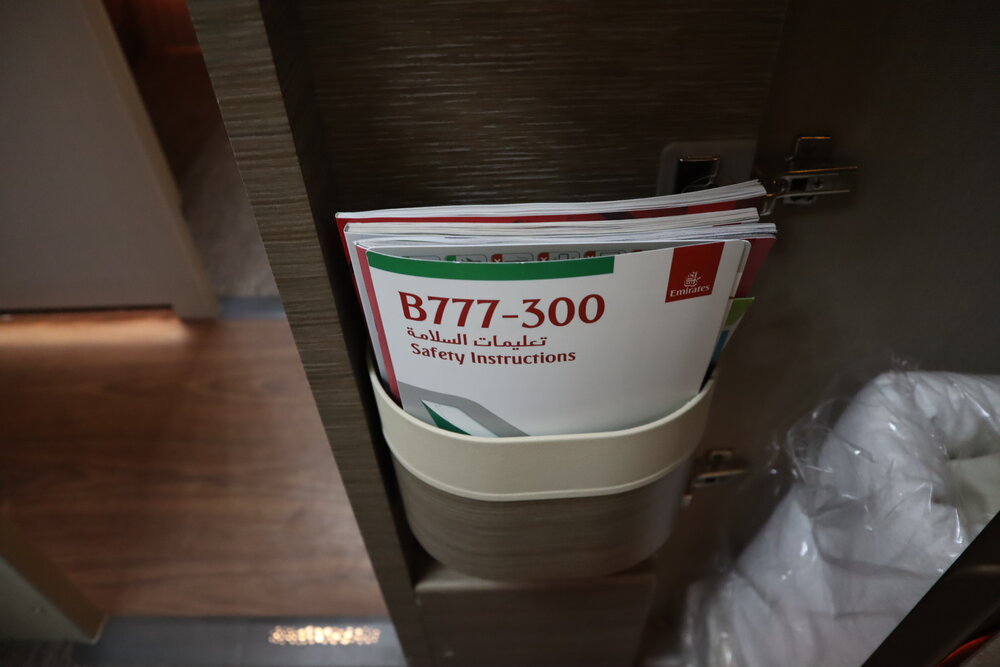 Emirates
B777-300
تعليمات السلامة
Safety Instructions